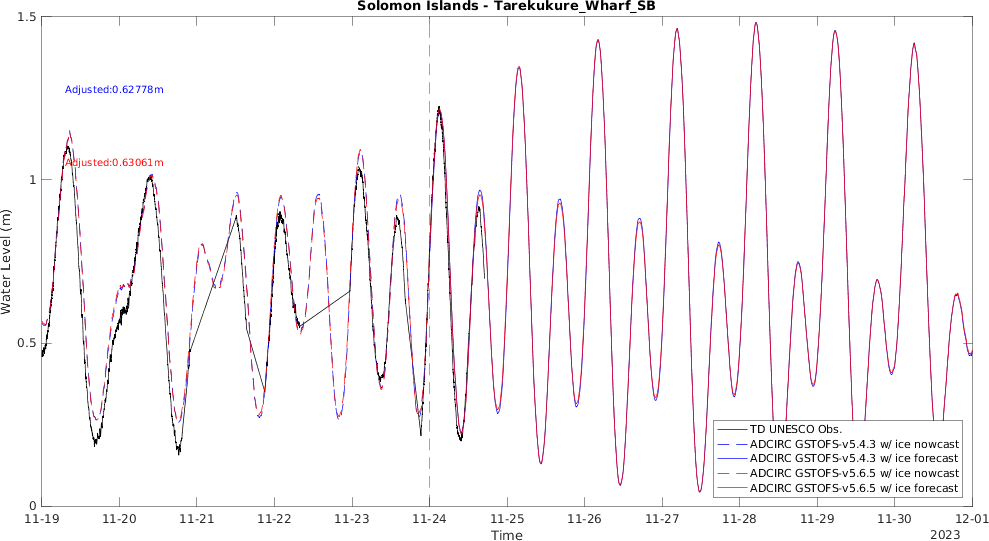 Solomon Islands - Tarekukure_Wharf_SB
1.5
Adjusted:0.62778m
Adjusted:0.63061m
1
Water Level (m)
0.5
TD UNESCO Obs.
ADCIRC GSTOFS-v5.4.3 w/ ice nowcast
ADCIRC GSTOFS-v5.4.3 w/ ice forecast
ADCIRC GSTOFS-v5.6.5 w/ ice nowcast
ADCIRC GSTOFS-v5.6.5 w/ ice forecast
0
11-19 11-20 11-21 11-22 11-23 11-24 11-25 11-26 11-27 11-28 11-29 11-30 12-01
Time 2023